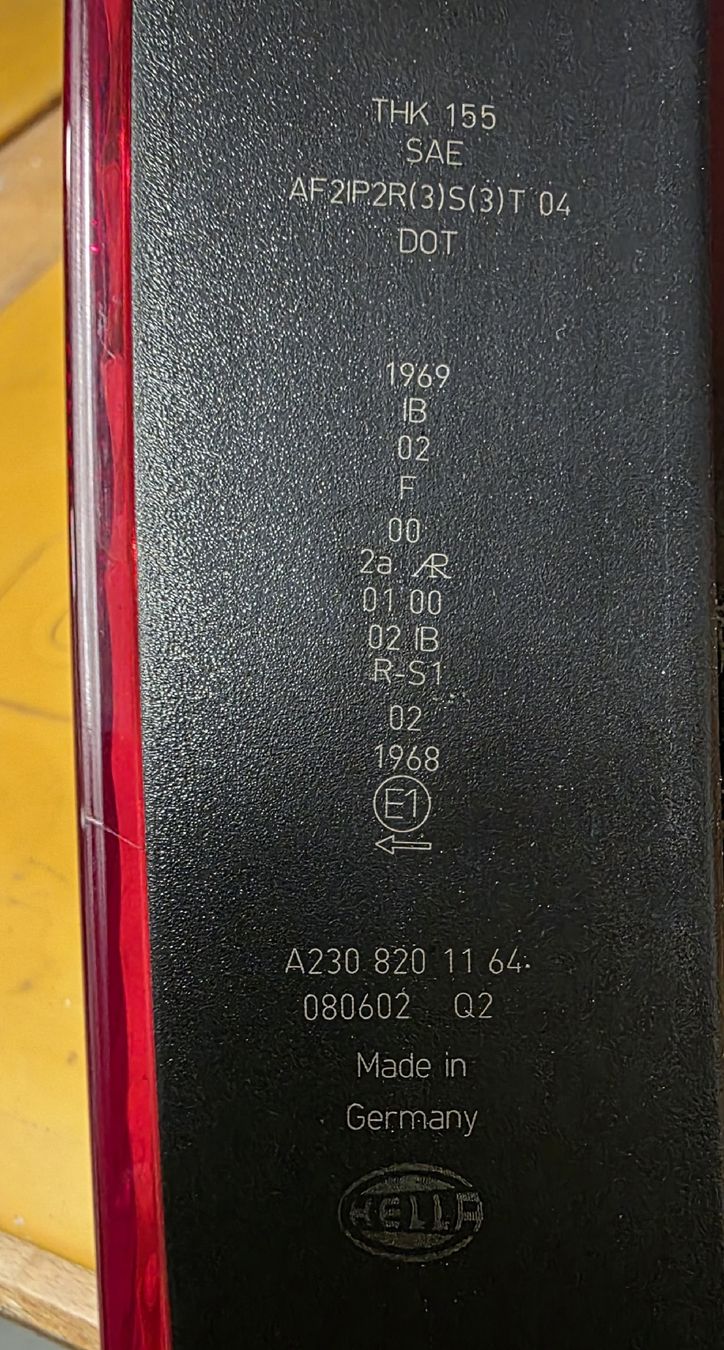 THK 155
SAE
AF2IP2R(3)S(3)T 04
DOT
1969
IB
02
F
00
2a AR
01 00
02 IB
R-S1
02
1968
E1
A230 820 11 64
080602 Q2
Made in
Germany
HELLA